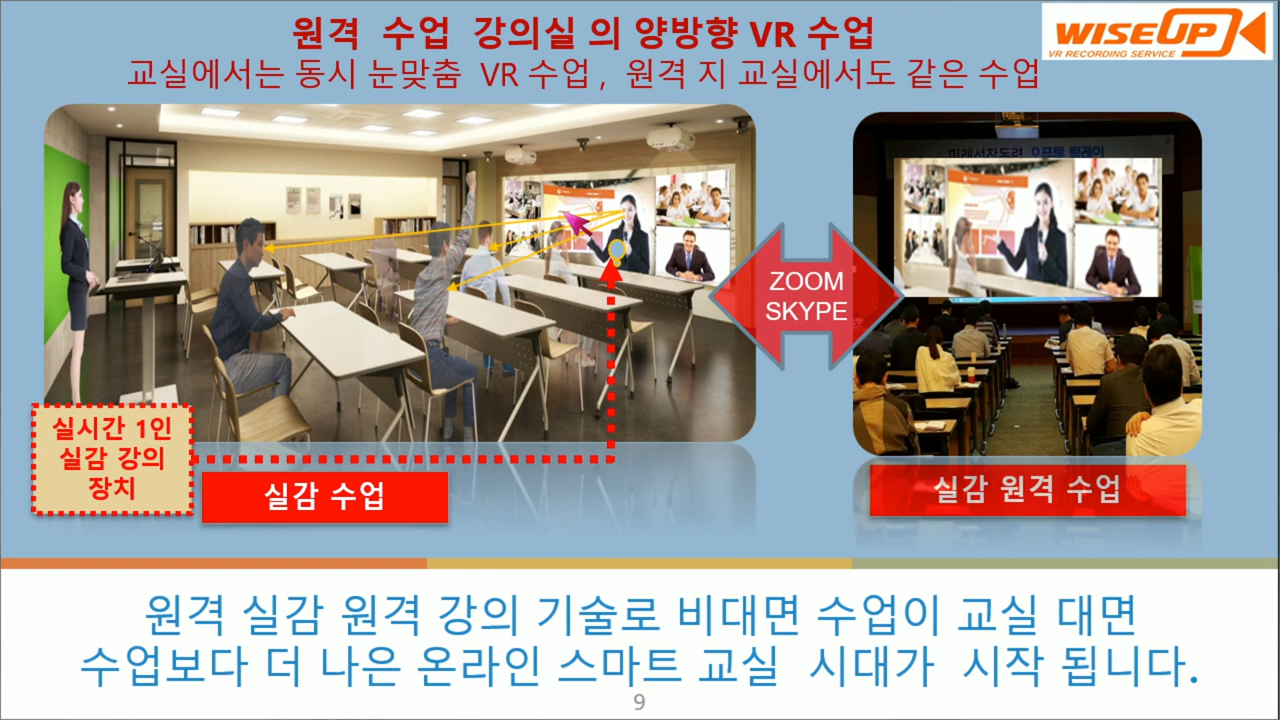 원격 수업 강의실 의 양방향 VR 수업
WISEUP
VR RECORDING SERVICE
교실에서는 동시 눈맞춤 VR 수업 , 원격 지 교실에서도 같은 수업
ZOOM
SKYPE
실시간 1인
실감 강의
장치
실감 수업
실감 원격 수업
원격 실감 원격 강의 기술로 비대면 수업이 교실 대면
수업보다 더 나은 온라인 스마트 교실 시대가 시작 됩니다.
9